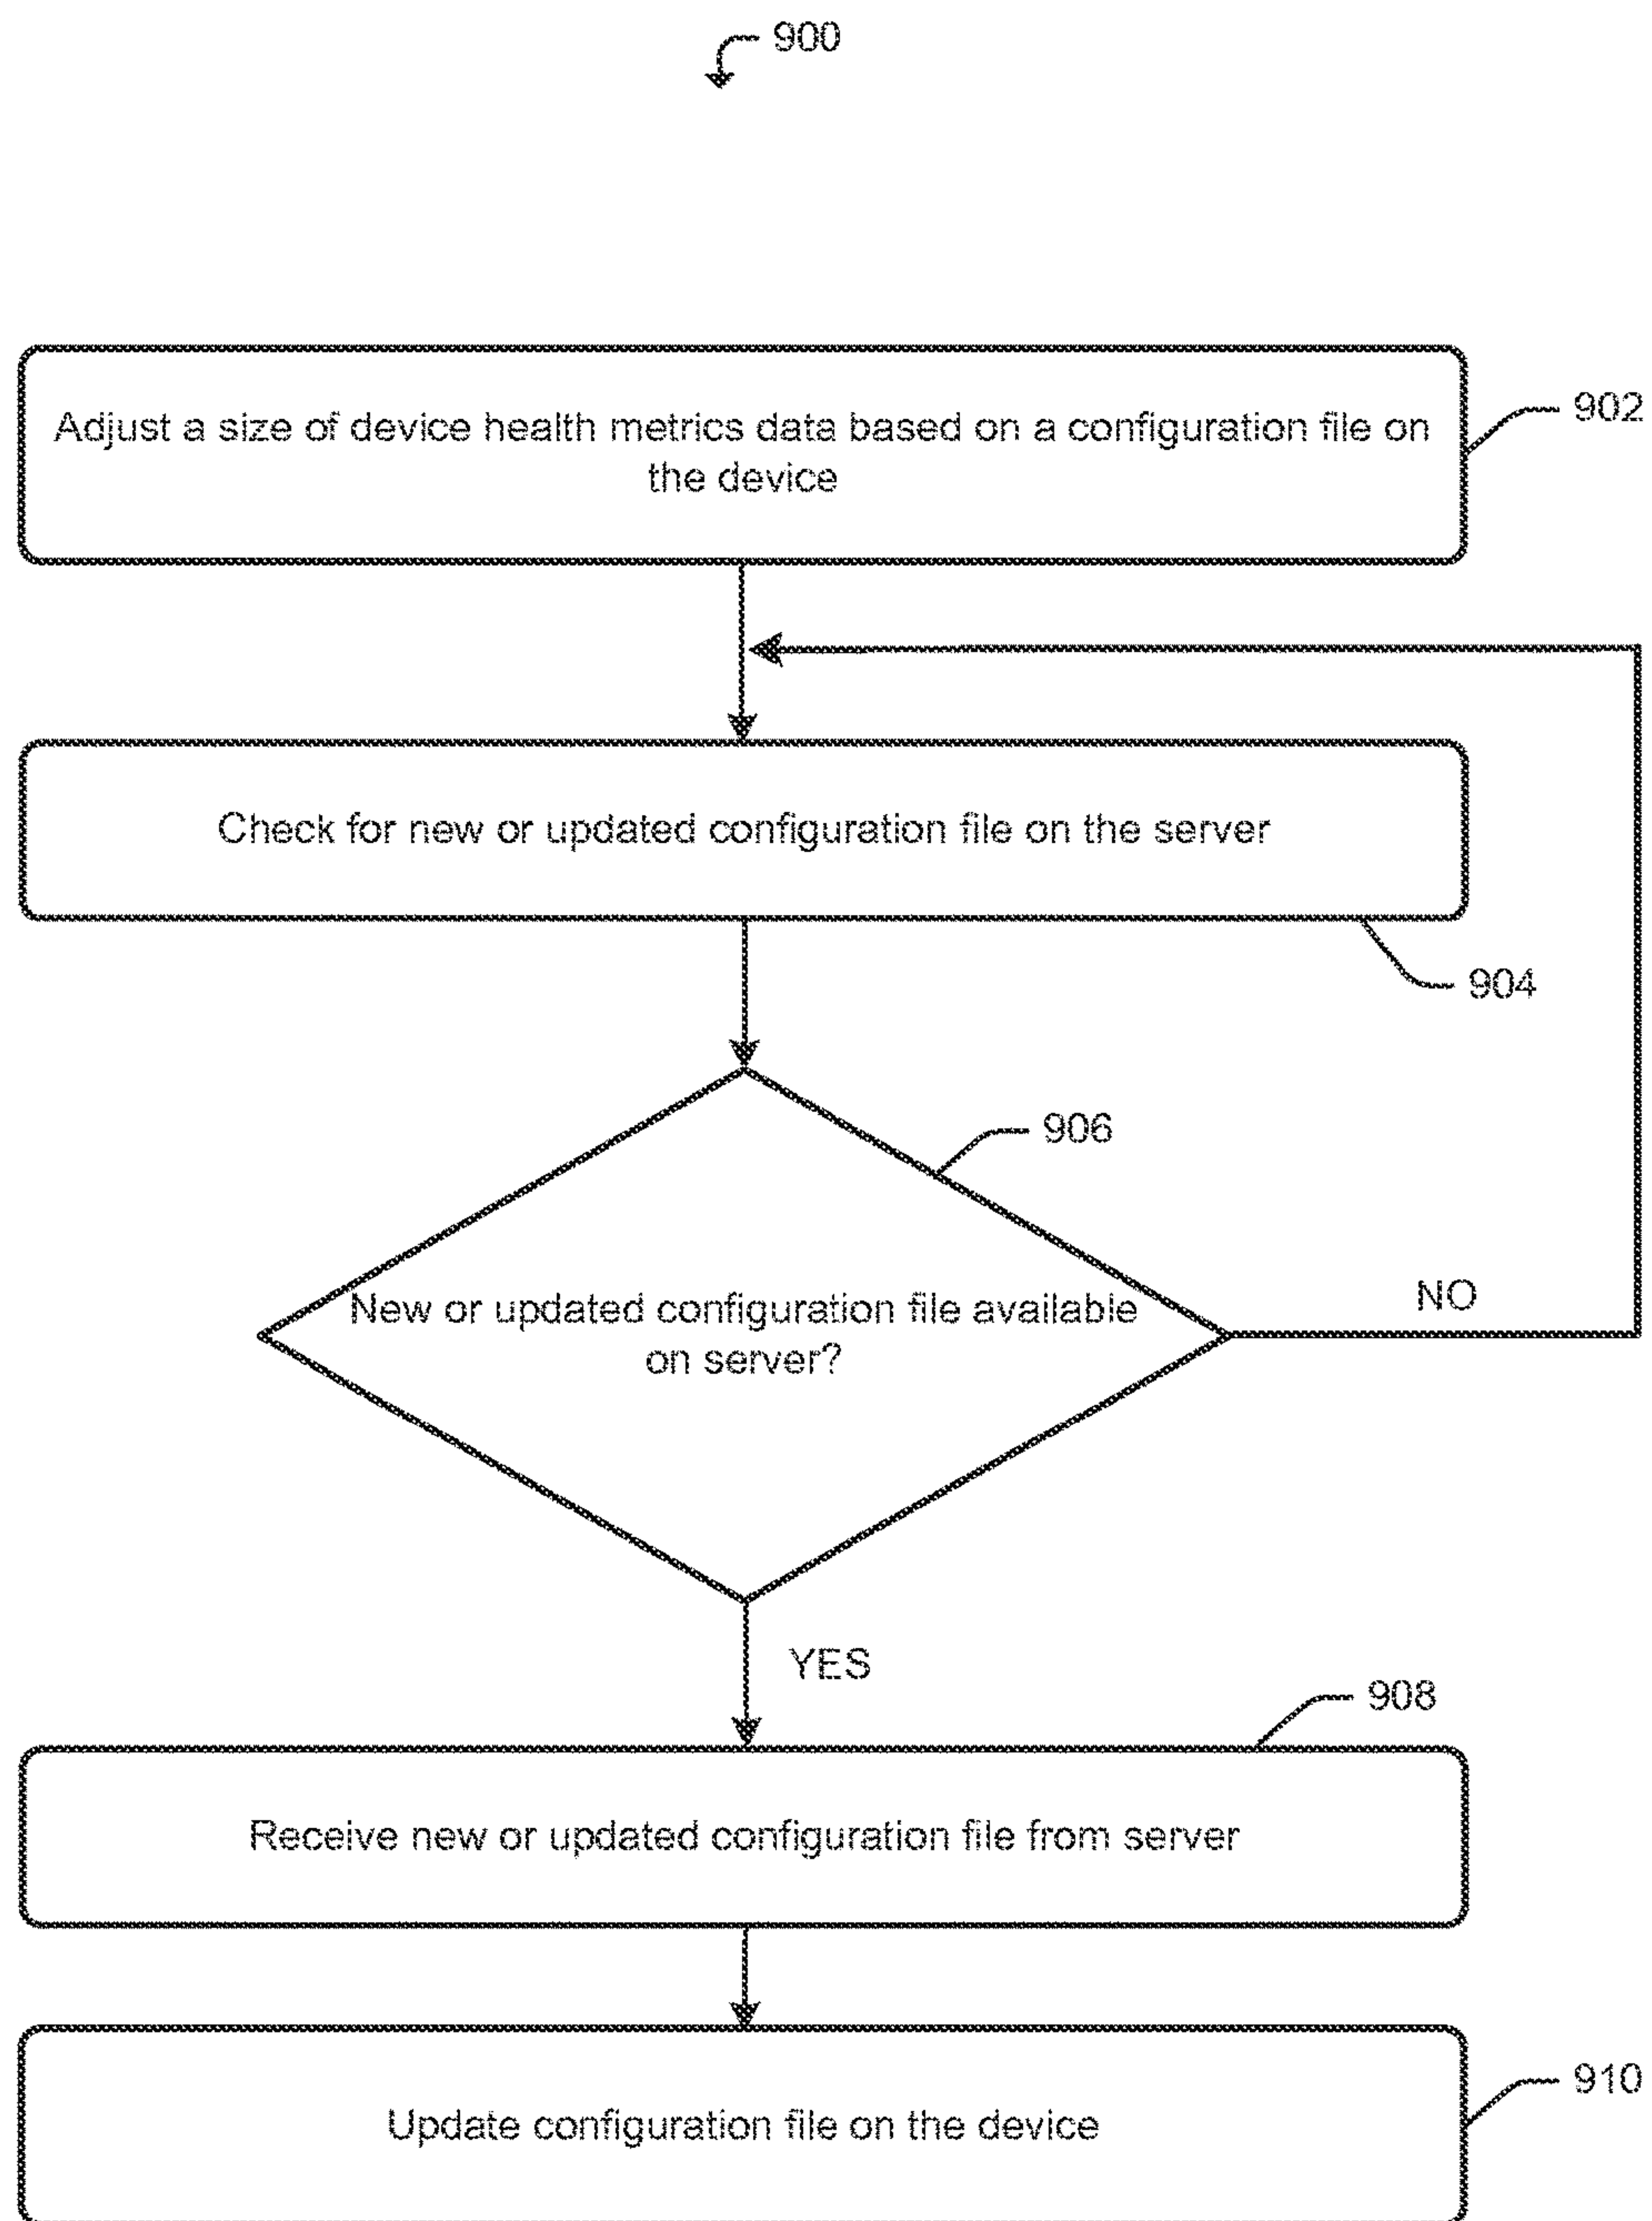 900
Adjust a size of device health metrics data based on a configuration file on
the device
902
Check for new or updated configuration file on the server
904
906
New or updated configuration file available
on server?
NO
YES
908
Receive new or updated configuration file from server
Update configuration file on the device
910